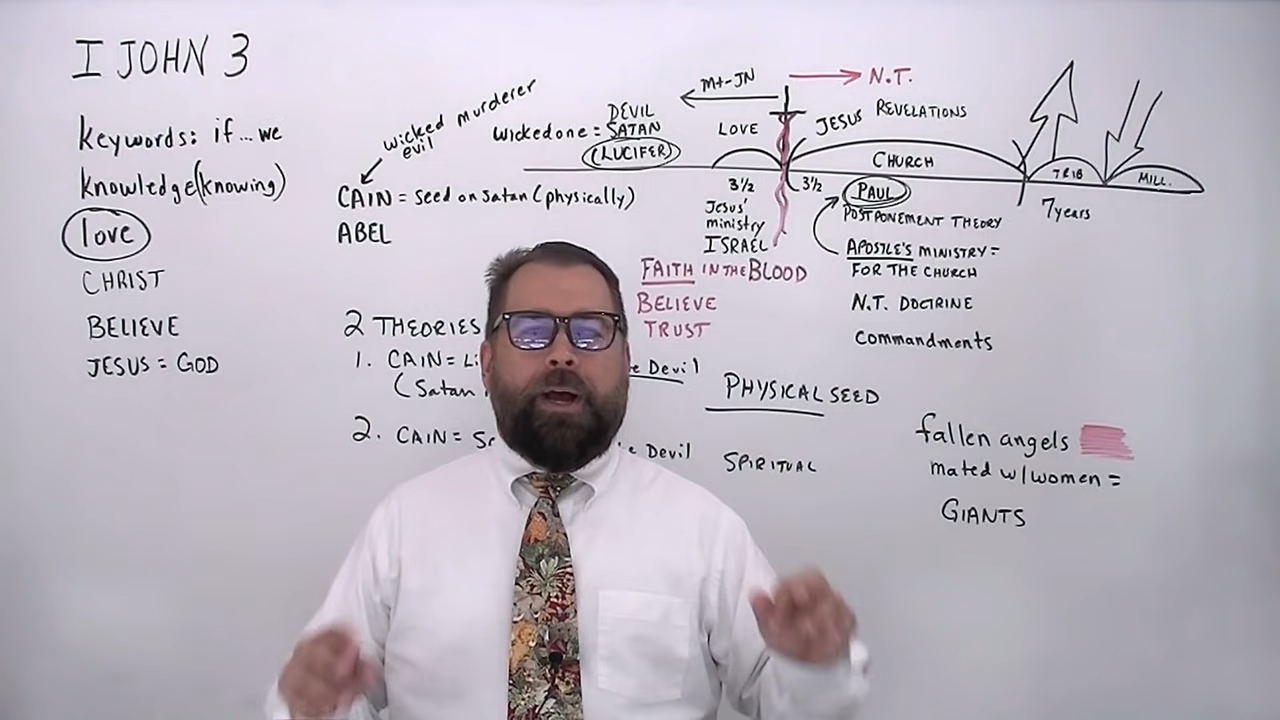 I JOHN 3
Keywords: if...we
Knowledge(knowing)
love
CHRIST
BELIEVE
JESUS = GOD
wicked murderer
evil
CAIN = seed on satan (physically)
ABEL
DEVIL
wicked one = SATAN
(LUCIFER)
2 THEORIES
1. CAIN = Li e Devil
(Satan
2. CAIN = S e Devil
PHYSICAL SEED
SPIRITUAL
Mt-JN
N.T.
LOVE
JESUS REVELATIONS
CHURCH
TRIB
MILL.
3½
3½
7 years
Jesus'
ministry
ISRAEL
FAITH IN THE BLOOD
BELIEVE
TRUST
PAUL
POSTPONEMENT THEORY
APOSTLE'S MINISTRY =
FOR THE CHURCH
N.T. DOCTRINE
Commandments
fallen angels
mated w/women =
GIANTS